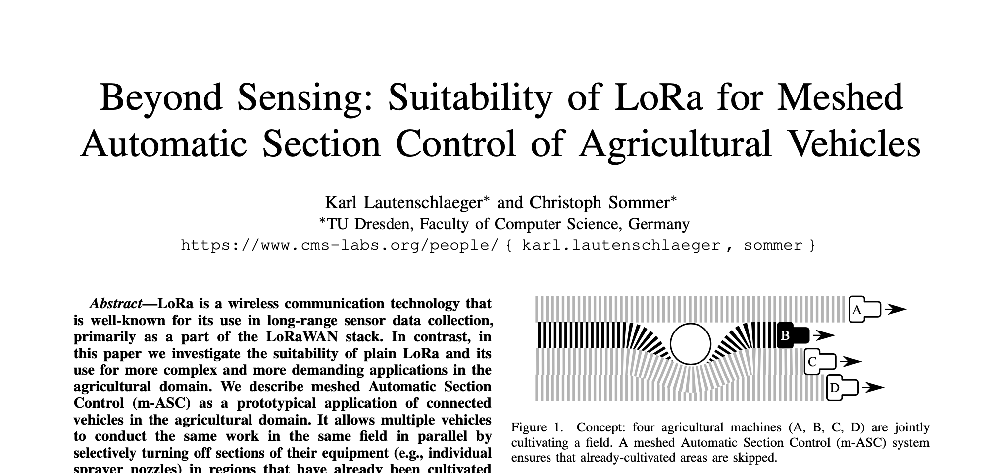 Beyond Sensing: Suitability of LoRa for Meshed
Automatic Section Control of Agricultural Vehicles
Karl Lautenschlaeger* and Christoph Sommer*
*TU Dresden, Faculty of Computer Science, Germany
https://www.cms-labs.org/people/ { karl.lautenschlaeger , sommer }
Abstract—LoRa is a wireless communication technology that
is well-known for its use in long-range sensor data collection,
primarily as a part of the LoRaWAN stack. In contrast, in
this paper we investigate the suitability of plain LoRa and its
use for more complex and more demanding applications in the
agricultural domain. We describe meshed Automatic Section
Control (m-ASC) as a prototypical application of connected
vehicles in the agricultural domain. It allows multiple vehicles
to conduct the same work in the same field in parallel by
selectively turning off sections of their equipment (e.g., individual
sprayer nozzles) in regions that have already been cultivated
A
B
C
D
Figure 1. Concept: four agricultural machines (A, B, C, D) are jointly
cultivating a field. A meshed Automatic Section Control (m-ASC) system
ensures that already-cultivated areas are skipped.